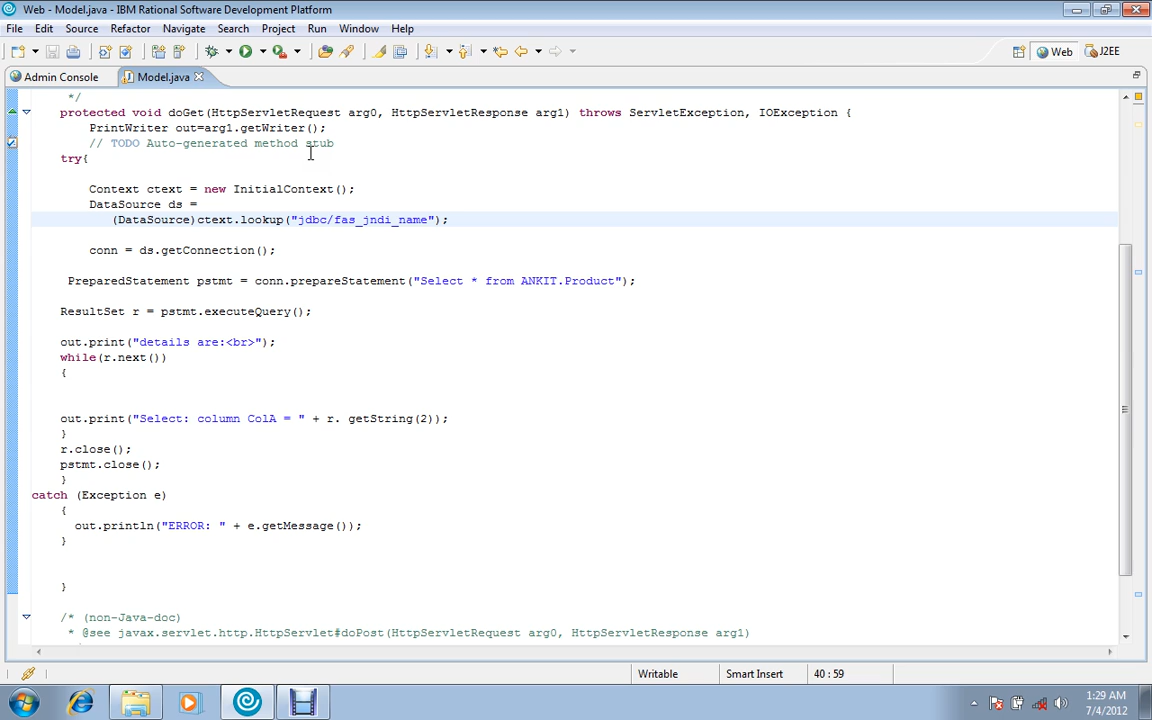 Web - Model.java - IBM Rational Software Development Platform
File Edit Source Refactor Navigate Search Project Run Window Help
Web J2EE
Admin Console Model.java
*/
protected void doGet(HttpServletRequest arg0, HttpServletResponse arg1) throws ServletException, IOException {
PrintWriter out=arg1.getWriter();
// TODO Auto-generated method stub
try{
Context ctext = new InitialContext();
DataSource ds =
(DataSource)ctext.lookup("jdbc/fas_jndi_name");
conn = ds.getConnection();
PreparedStatement pstmt = conn.prepareStatement("Select * from ANKIT.Product");
ResultSet r = pstmt.executeQuery();
out.print("details are:<br>");
while(r.next())
{
out.print("Select: column ColA = " + r. getString(2));
}
r.close();
pstmt.close();
}
catch (Exception e)
{
out.println("ERROR: " + e.getMessage());
}
}
/* (non-Java-doc)
* @see javax.servlet.http.HttpServlet#doPost(HttpServletRequest arg0, HttpServletResponse arg1)
Writable Smart Insert 40 : 59
1:29 AM
7/4/2012